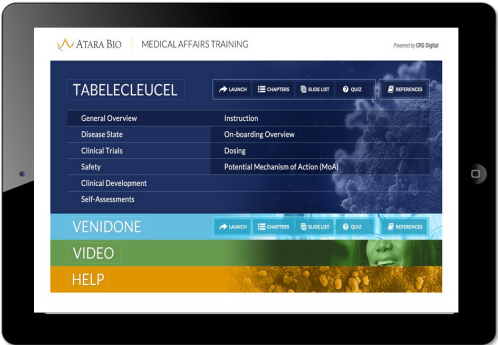 ATARA BIO
MEDICAL AFFAIRS TRAINING
Powered by CRG Digital
TABELECLEUCEL
LAUNCH CHAPTERS SLIDE LIST QUIZ REFERENCES
General Overview Instruction
Disease State On-boarding Overview
Clinical Trials Dosing
Safety Potential Mechanism of Action (MoA)
Clinical Development
Self-Assessments
VENIDONE
LAUNCH CHAPTERS SLIDE LIST QUIZ REFERENCES
VIDEO
HELP